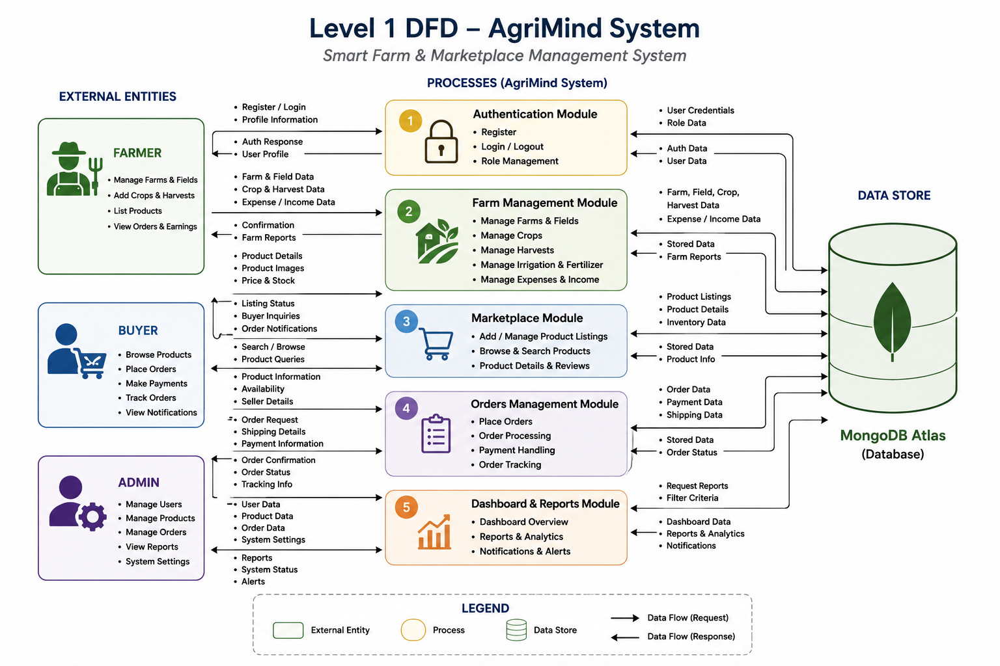 Level 1 DFD – AgriMind System
Smart Farm & Marketplace Management System
EXTERNAL ENTITIES
FARMER
• Manage Farms & Fields
• Add Crops & Harvests
• List Products
• View Orders & Earnings
BUYER
• Browse Products
• Place Orders
• Make Payments
• Track Orders
• View Notifications
ADMIN
• Manage Users
• Manage Products
• Manage Orders
• View Reports
• System Settings
• Register / Login
• Profile Information
• Auth Response
• User Profile
• Farm & Field Data
• Crop & Harvest Data
• Expense / Income Data
• Confirmation
• Farm Reports
• Product Details
• Product Images
• Price & Stock
• Listing Status
• Buyer Inquiries
• Order Notifications
• Search / Browse
• Product Queries
• Product Information
• Availability
• Seller Details
• Order Request
• Shipping Details
• Payment Information
• Order Confirmation
• Order Status
• Tracking Info
• User Data
• Product Data
• Order Data
• System Settings
• Reports
• System Status
• Alerts
PROCESSES (AgriMind System)
1
Authentication Module
• Register
• Login / Logout
• Role Management
2
Farm Management Module
• Manage Farms & Fields
• Manage Crops
• Manage Harvests
• Manage Irrigation & Fertilizer
• Manage Expenses & Income
3
Marketplace Module
• Add / Manage Product Listings
• Browse & Search Products
• Product Details & Reviews
4
Orders Management Module
• Place Orders
• Order Processing
• Payment Handling
• Order Tracking
5
Dashboard & Reports Module
• Dashboard Overview
• Reports & Analytics
• Notifications & Alerts
• User Credentials
• Role Data
• Auth Data
• User Data
• Farm, Field, Crop,
Harvest Data
• Expense / Income Data
• Stored Data
• Farm Reports
• Product Listings
• Product Details
• Inventory Data
• Stored Data
• Product Info
• Order Data
• Payment Data
• Shipping Data
• Stored Data
• Order Status
• Request Reports
• Filter Criteria
• Dashboard Data
• Reports & Analytics
• Notifications
DATA STORE
MongoDB Atlas
(Database)
LEGEND
External Entity
Process
Data Store
Data Flow (Request)
Data Flow (Response)